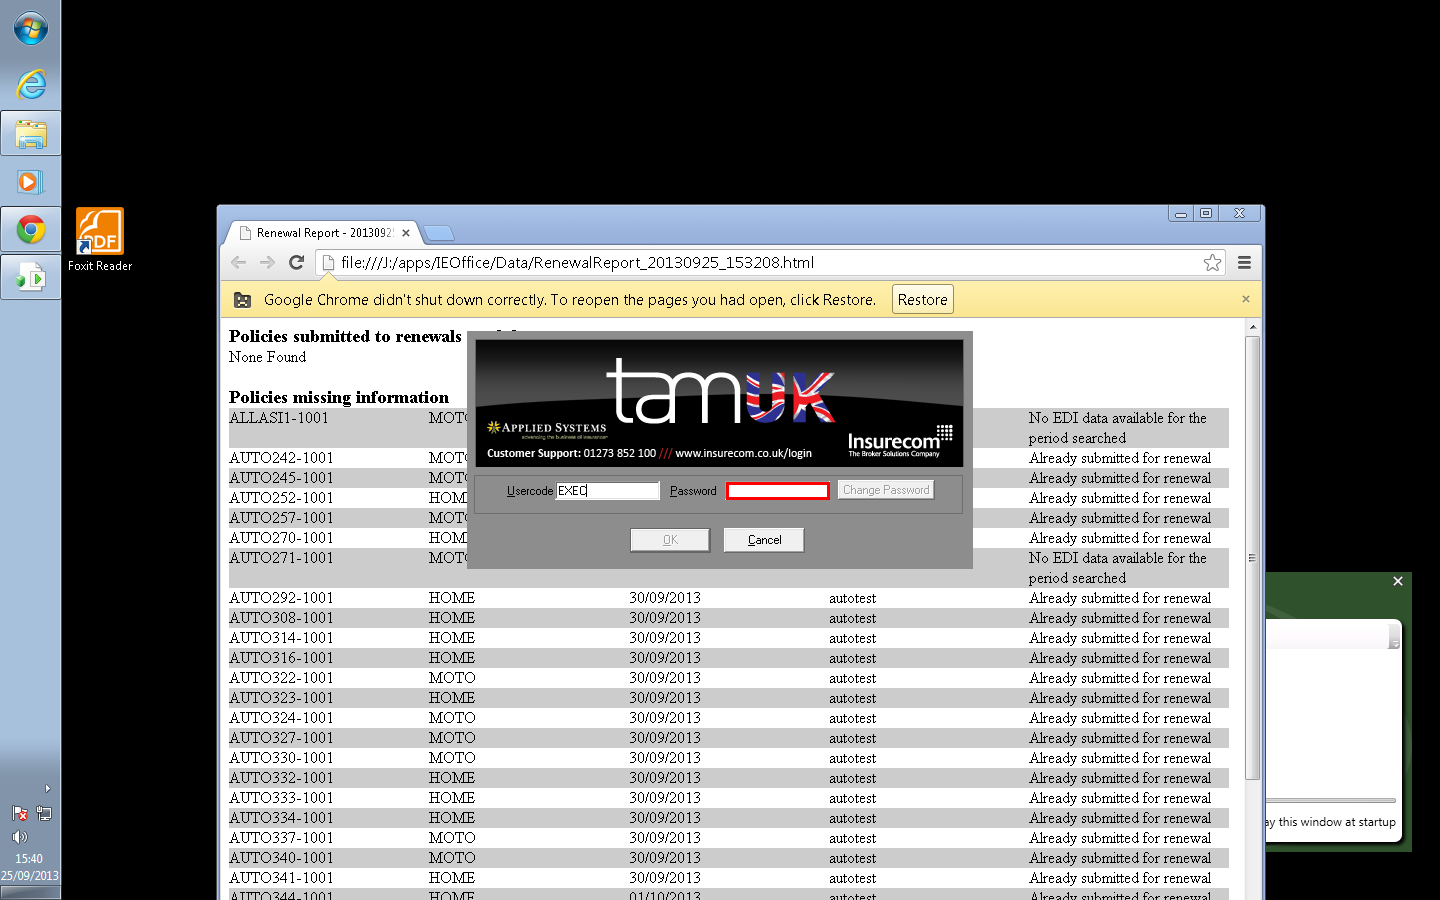 PDF
Foxit Reader
15:40
25/09/2013
Renewal Report - 2013092
file:///J:/apps/IEOffice/Data/RenewalReport_20130925_153208.html
Google Chrome didn't shut down correctly. To reopen the pages you had open, click Restore. Restore
Policies submitted to renewals
None Found
Policies missing information
tamUK
APPLIED SYSTEMS
Insurecom
The Broker Solutions Company
Customer Support: 01273 852 100 /// www.insurecom.co.uk/login
Usercode EXEC Password Change Password
OK Cancel
ALLASI1-1001 MOTO No EDI data available for the
period searched
AUTO242-1001 MOTO Already submitted for renewal
AUTO245-1001 MOTO Already submitted for renewal
AUTO252-1001 HOM Already submitted for renewal
AUTO257-1001 MOTO Already submitted for renewal
AUTO270-1001 HOM Already submitted for renewal
AUTO271-1001 MOTO No EDI data available for the
period searched
AUTO292-1001 HOME 30/09/2013 autotest Already submitted for renewal
AUTO308-1001 HOME 30/09/2013 autotest Already submitted for renewal
AUTO314-1001 HOME 30/09/2013 autotest Already submitted for renewal
AUTO316-1001 HOME 30/09/2013 autotest Already submitted for renewal
AUTO322-1001 MOTO 30/09/2013 autotest Already submitted for renewal
AUTO323-1001 HOME 30/09/2013 autotest Already submitted for renewal
AUTO324-1001 MOTO 30/09/2013 autotest Already submitted for renewal
AUTO327-1001 MOTO 30/09/2013 autotest Already submitted for renewal
AUTO330-1001 MOTO 30/09/2013 autotest Already submitted for renewal
AUTO332-1001 HOME 30/09/2013 autotest Already submitted for renewal
AUTO333-1001 HOME 30/09/2013 autotest Already submitted for renewal
AUTO334-1001 HOME 30/09/2013 autotest Already submitted for renewal
AUTO337-1001 MOTO 30/09/2013 autotest Already submitted for renewal
AUTO340-1001 MOTO 30/09/2013 autotest Already submitted for renewal
AUTO341-1001 HOME 30/09/2013 autotest Already submitted for renewal
AUTO344-1001 HOME 01/10/2013 autotest Already submitted for renewal
ay this window at startup